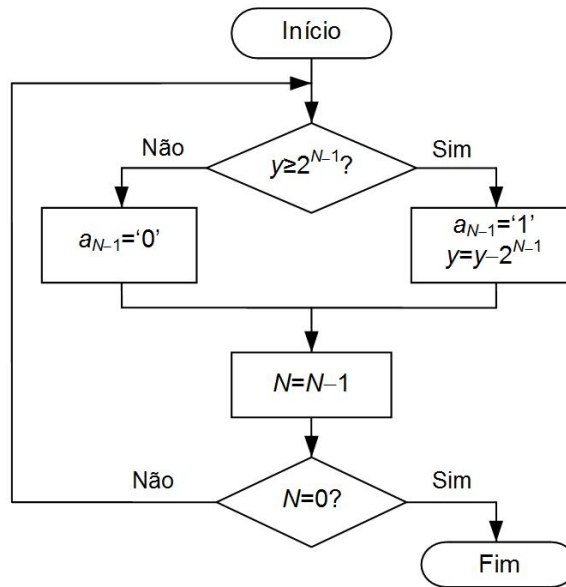 Início
Não
Sim
y≥2^{N−1}?
a_{N−1}=‘0’
a_{N−1}=‘1’
y=y−2^{N−1}
N=N−1
Não
Sim
N=0?
Fim